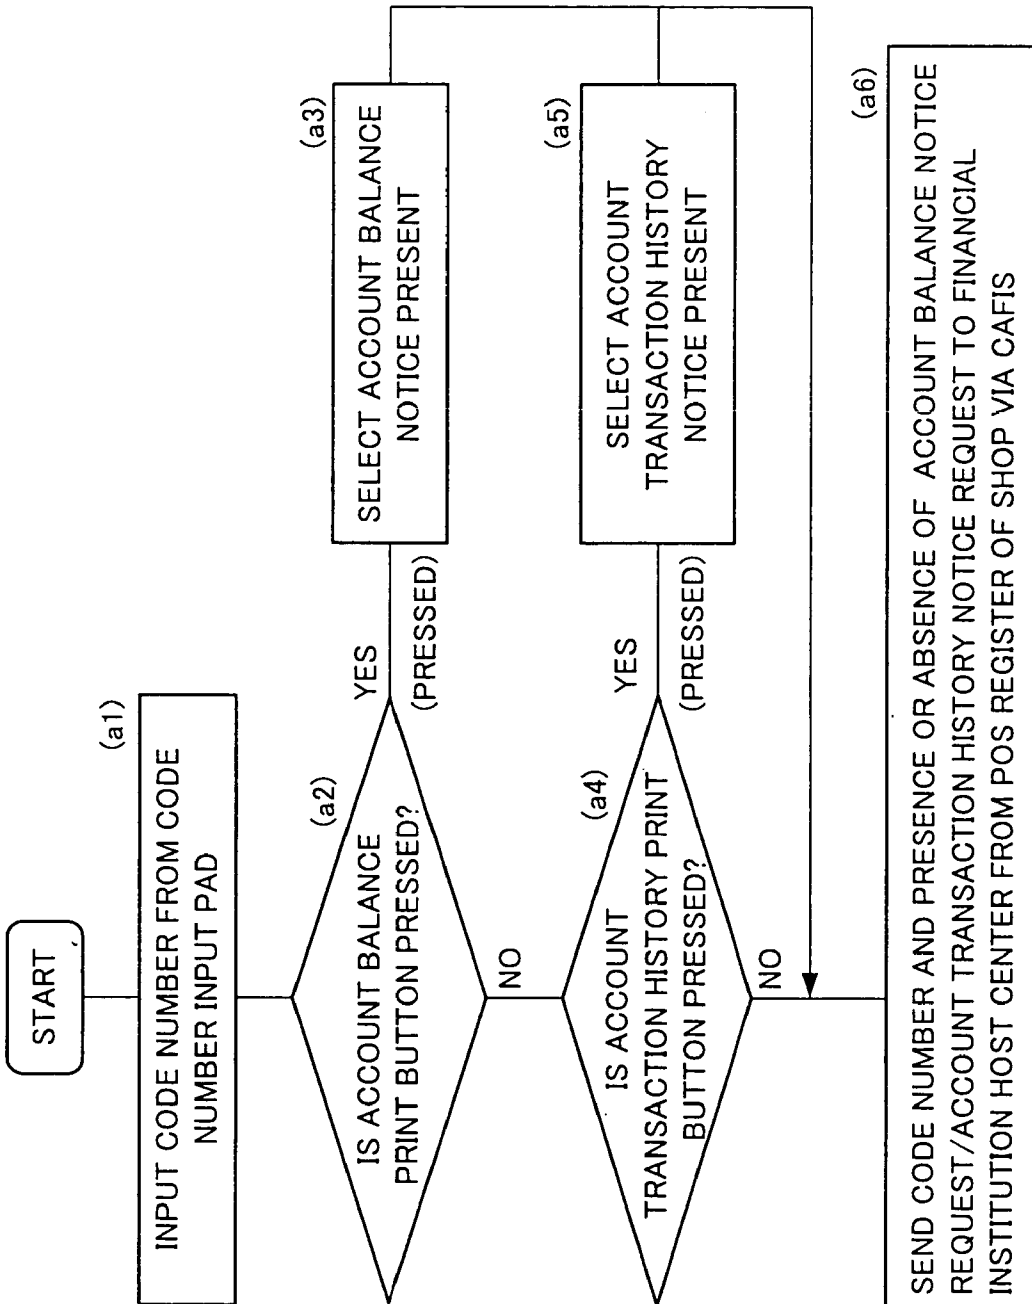 START
(a1)
INPUT CODE NUMBER FROM CODE
NUMBER INPUT PAD
(a2)
IS ACCOUNT BALANCE
PRINT BUTTON PRESSED?
YES
(PRESSED)
NO
(a3)
SELECT ACCOUNT BALANCE
NOTICE PRESENT
(a4)
IS
ACCOUNT
TRANSACTION HISTORY PRINT
BUTTON PRESSED?
YES
(PRESSED)
NO
(a5)
SELECT
ACCOUNT
TRANSACTION HISTORY
NOTICE PRESENT
(a6)
SEND CODE NUMBER AND PRESENCE OR ABSENCE OF ACCOUNT BALANCE NOTICE
REQUEST/ACCOUNT TRANSACTION HISTORY NOTICE REQUEST TO FINANCIAL
INSTITUTION HOST CENTER FROM POS REGISTER OF SHOP VIA CAFIS